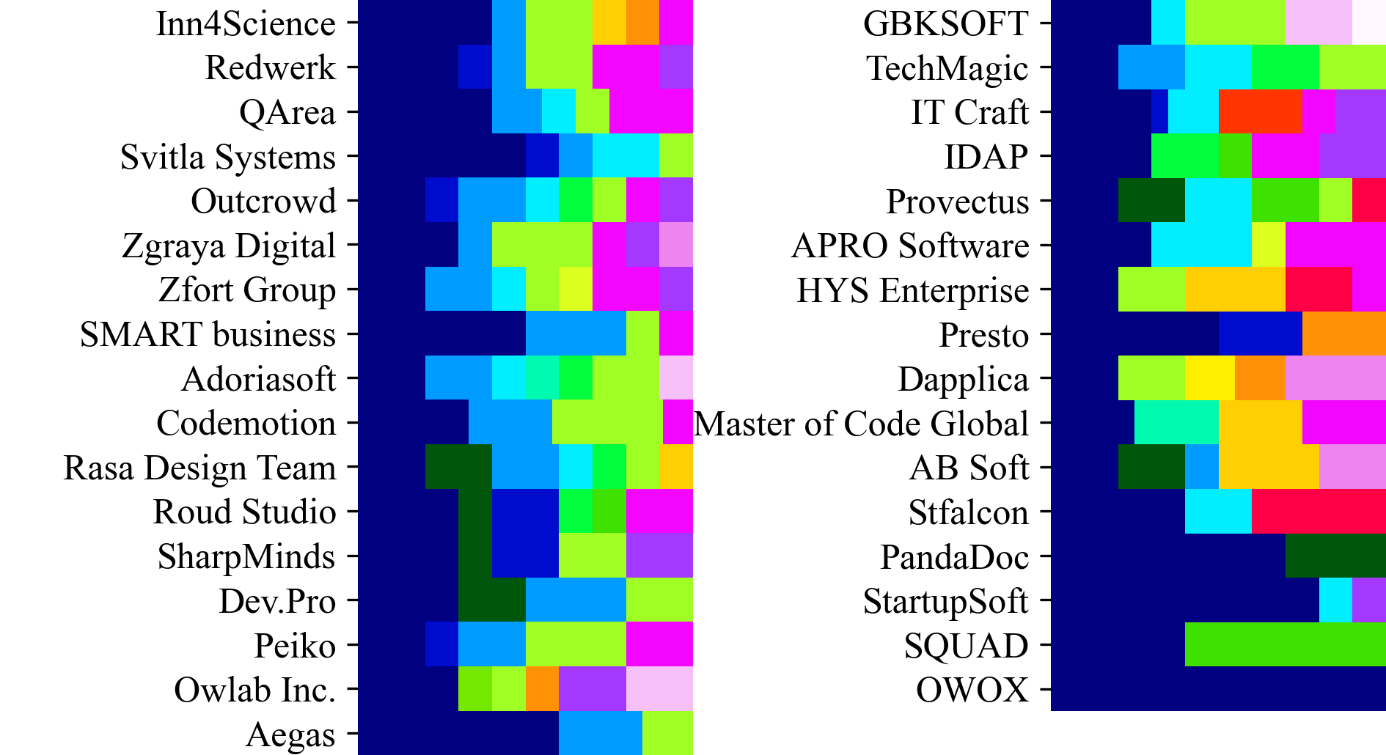 Inn4Science
Redwerk
QArea
Svitla Systems
Outcrowd
Zgraya Digital
Zfort Group
SMART business
Adoriasoft
Codemotion
Rasa Design Team
Roud Studio
SharpMinds
Dev.Pro
Peiko
Owlab Inc.
Aegas
GBKSOFT
TechMagic
IT Craft
IDAP
Provectus
APRO Software
HYS Enterprise
Presto
Dapplica
Master of Code Global
AB Soft
Stfalcon
PandaDoc
StartupSoft
SQUAD
OWOX